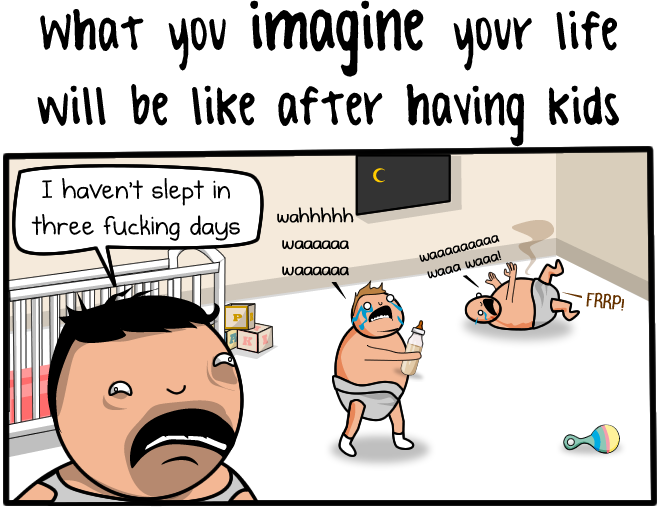 What you imagine your life
will be like after having kids
I haven't slept in
three fucking days
wahhhhh
waaaaaa
waaaaaa
waaaaaaaaa
waaa waaa!
FRRP!
P
A K L